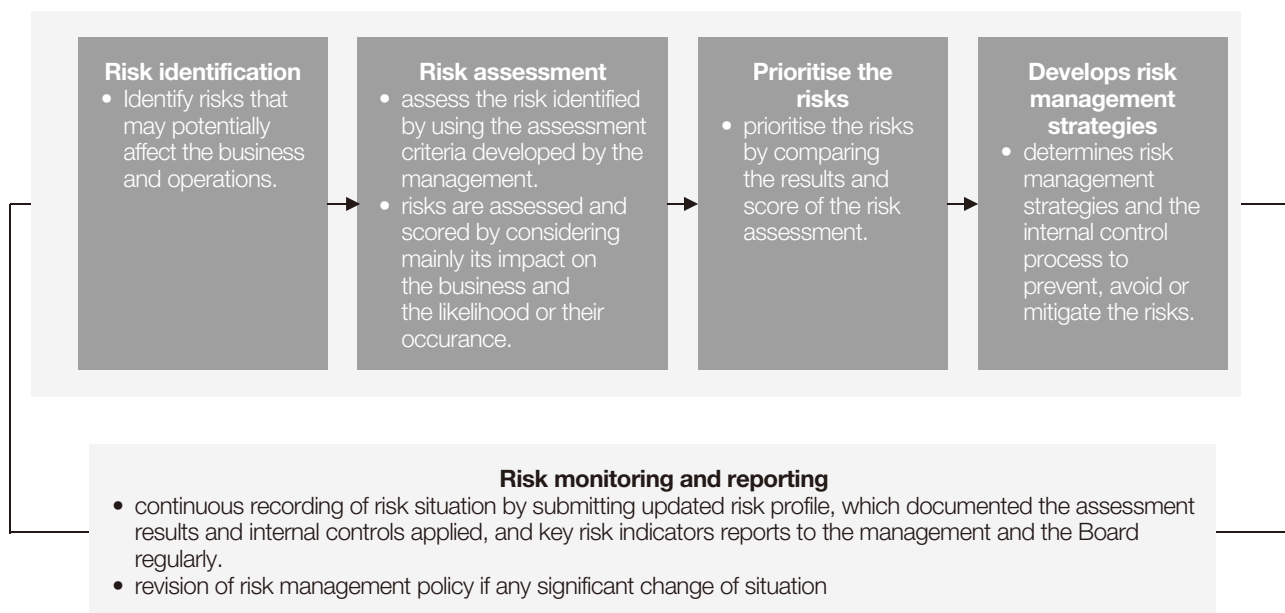 Risk identification
• Identify risks that
may potentially
affect the business
and operations.
Risk assessment
• assess the risk identified
by using the assessment
criteria developed by the
management.
• risks are assessed and
scored by considering
mainly its impact on
the business and
the likelihood or their
occurance.
Prioritise the
risks
• prioritise the risks
by comparing
the results and
score of the risk
assessment.
Develops risk
management
strategies
• determines risk
management
strategies and the
internal control
process to
prevent, avoid or
mitigate the risks.
Risk monitoring and reporting
• continuous recording of risk situation by submitting updated risk profile, which documented the assessment
results and internal controls applied, and key risk indicators reports to the management and the Board
regularly.
• revision of risk management policy if any significant change of situation